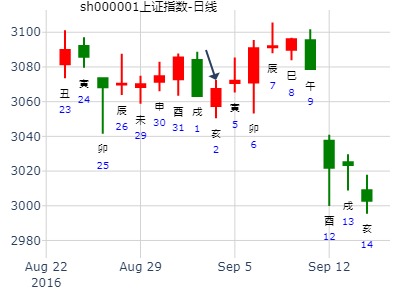 sh000001上证指数-日线
3100
3080
3060
3040
3020
3000
2980
丑
23
寅
24
卯
25
辰
26
未
29
申
30
酉
31
戌
1
亥
2
寅
5
卯
6
辰
7
巳
8
午
9
酉
12
戌
13
亥
14
Aug 22
2016
Aug 29
Sep 5
Sep 12